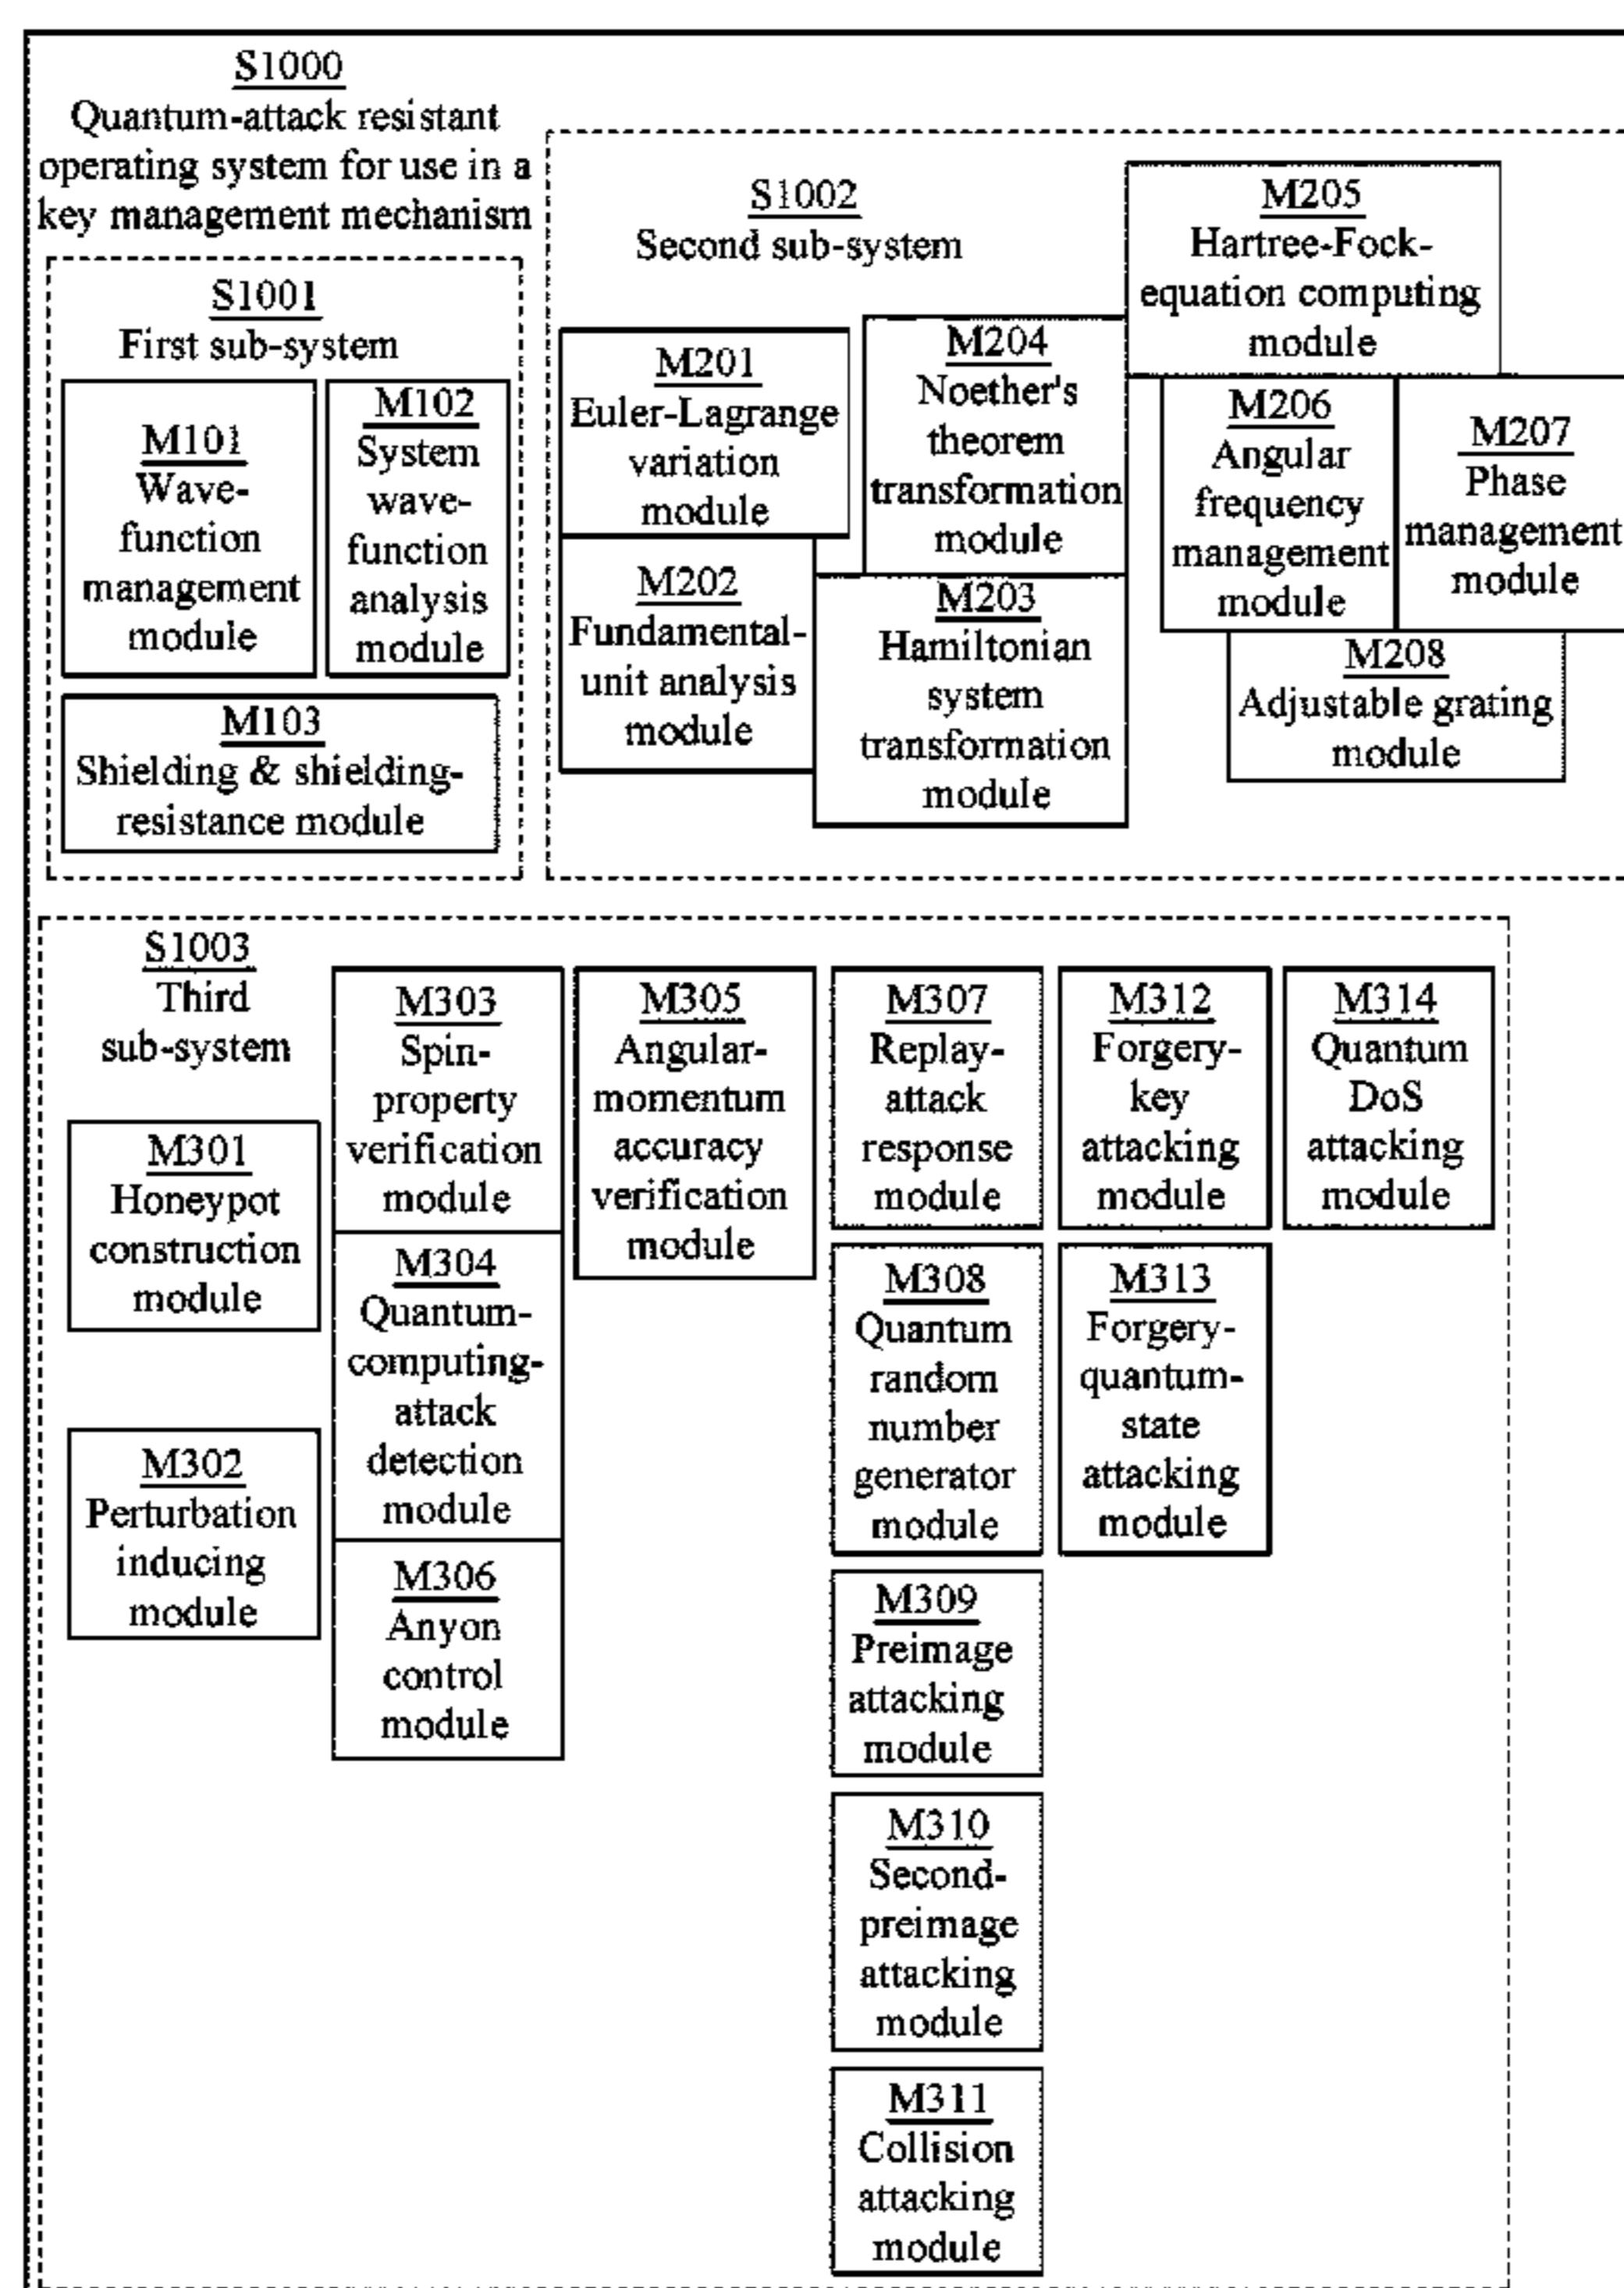 S1000
Quantum-attack resistant
operating system for use in a
key management mechanism
S1001
First sub-system
M101
Wave-
function
management
module
M102
System
wave-
function
analysis
module
M103
Shielding & shielding-
resistance module
S1002
Second sub-system
M201
Euler-Lagrange
variation
module
M202
Fundamental-
unit analysis
module
M204
Noether's
theorem
transformation
module
M203
Hamiltonian
system
transformation
module
M205
Hartree-Fock-
equation computing
module
M206
Angular
frequency
management
module
M207
Phase
management
module
M208
Adjustable grating
module
S1003
Third
sub-system
M301
Honeypot
construction
module
M302
Perturbation
inducing
module
M303
Spin-
property
verification
module
M304
Quantum-
computing-
attack
detection
module
M306
Anyon
control
module
M305
Angular-
momentum
accuracy
verification
module
M307
Replay-
attack
response
module
M308
Quantum
random
number
generator
module
M309
Preimage
attacking
module
M310
Second-
preimage
attacking
module
M311
Collision
attacking
module
M312
Forgery-
key
attacking
module
M313
Forgery-
quantum-
state
attacking
module
M314
Quantum
DoS
attacking
module